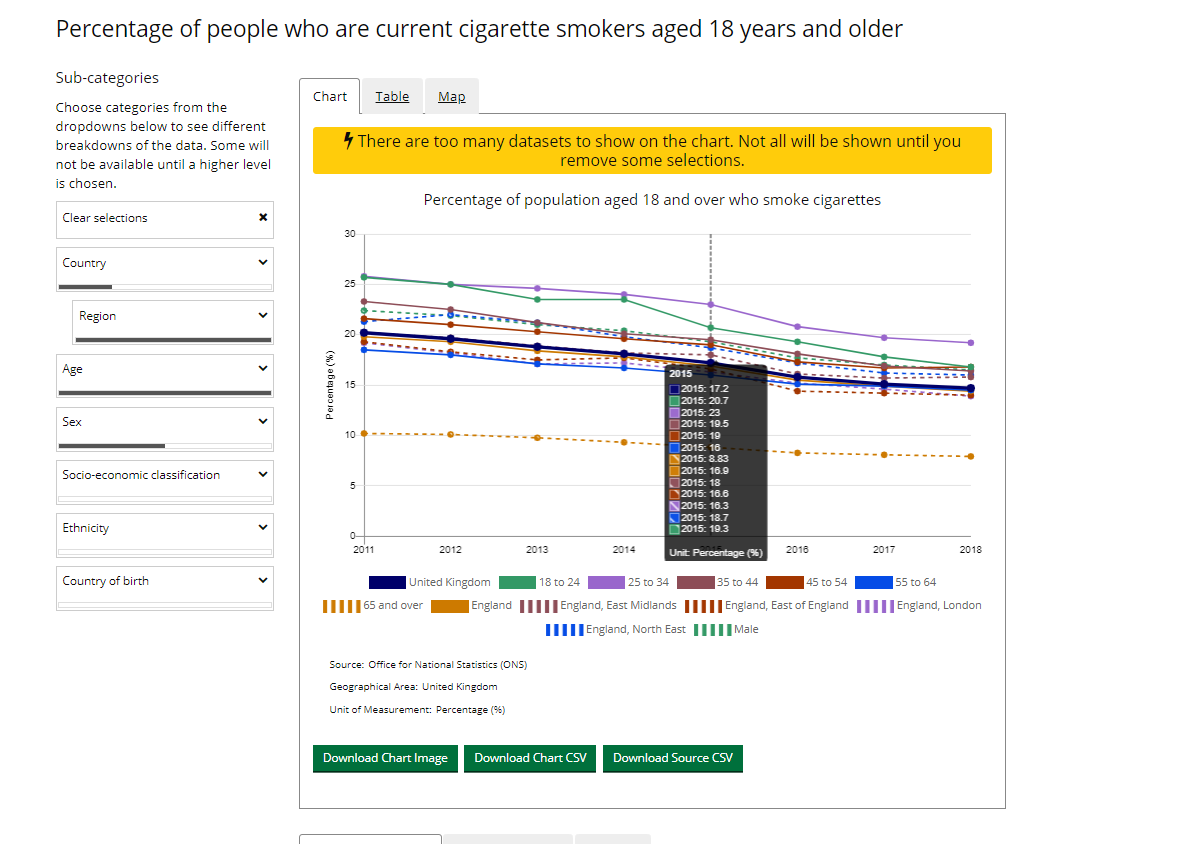 Percentage of people who are current cigarette smokers aged 18 years and older
Sub-categories
Choose categories from the
dropdowns below to see different
breakdowns of the data. Some will
not be available until a higher level
is chosen.
Clear selections
Country
Region
Age
Sex
Socio-economic classification
Ethnicity
Country of birth
Chart Table Map
There are too many datasets to show on the chart. Not all will be shown until you
remove some selections.
Percentage of population aged 18 and over who smoke cigarettes
Percentage (%)
30
25
20
15
10
5
0
2011 2012 2013 2014 2016 2017 2018
2015
2015: 17.2
2015: 20.7
2015: 23
2015: 19.5
2015: 19
2015: 16
2015: 8.83
2015: 16.9
2015: 18
2015: 16.6
2015: 16.3
2015: 18.7
2015: 19.3
Unit: Percentage (%)
United Kingdom 18 to 24 25 to 34 35 to 44 45 to 54 55 to 64
65 and over England England, East Midlands England, East of England England, London
England, North East Male
Source: Office for National Statistics (ONS)
Geographical Area: United Kingdom
Unit of Measurement: Percentage (%)
Download Chart Image Download Chart CSV Download Source CSV